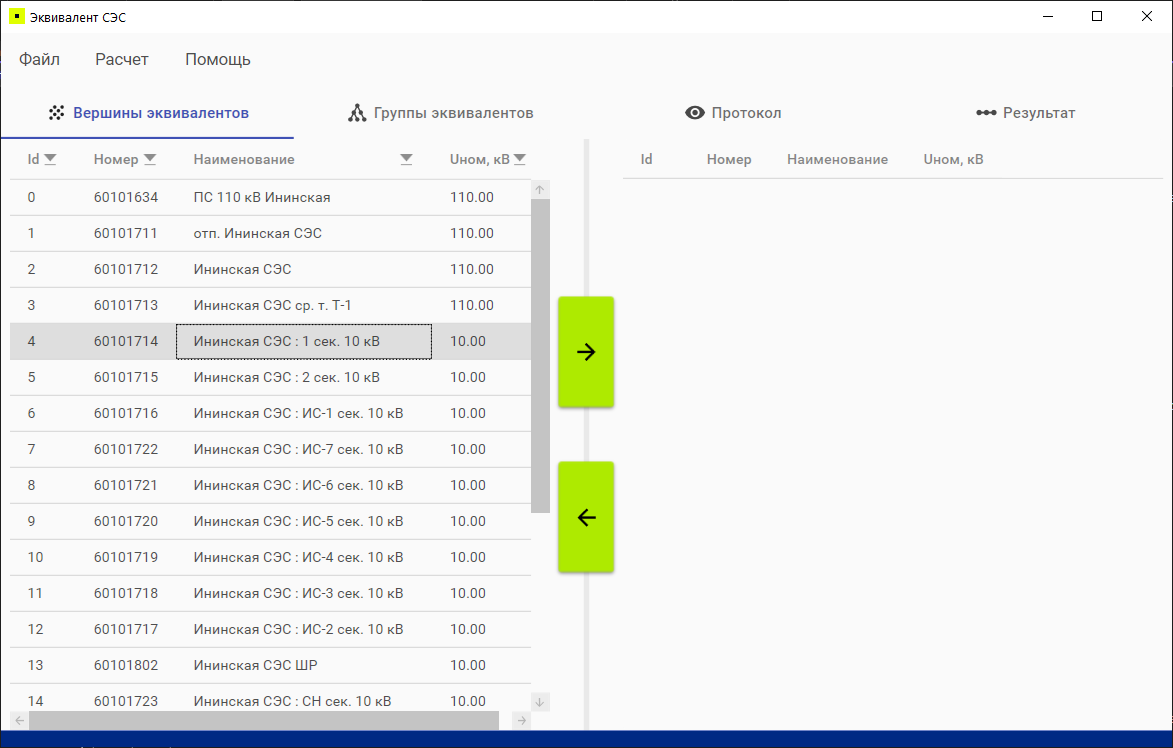 Эквивалент СЭС
Файл Расчет Помощь
Вершины эквивалентов Группы эквивалентов Протокол Результат
Id Номер Наименование Uном, кВ Id Номер Наименование Uном, кВ
0 60101634 ПС 110 кВ Ининская 110.00
1 60101711 отп. Ининская СЭС 110.00
2 60101712 Ининская СЭС 110.00
3 60101713 Ининская СЭС ср. т. Т-1 110.00
4 60101714 Ининская СЭС : 1 сек. 10 кВ 10.00
5 60101715 Ининская СЭС : 2 сек. 10 кВ 10.00
6 60101716 Ининская СЭС : ИС-1 сек. 10 кВ 10.00
7 60101722 Ининская СЭС : ИС-7 сек. 10 кВ 10.00
8 60101721 Ининская СЭС : ИС-6 сек. 10 кВ 10.00
9 60101720 Ининская СЭС : ИС-5 сек. 10 кВ 10.00
10 60101719 Ининская СЭС : ИС-4 сек. 10 кВ 10.00
11 60101718 Ининская СЭС : ИС-3 сек. 10 кВ 10.00
12 60101717 Ининская СЭС : ИС-2 сек. 10 кВ 10.00
13 60101802 Ининская СЭС ШР 10.00
14 60101723 Ининская СЭС : СН сек. 10 кВ 10.00